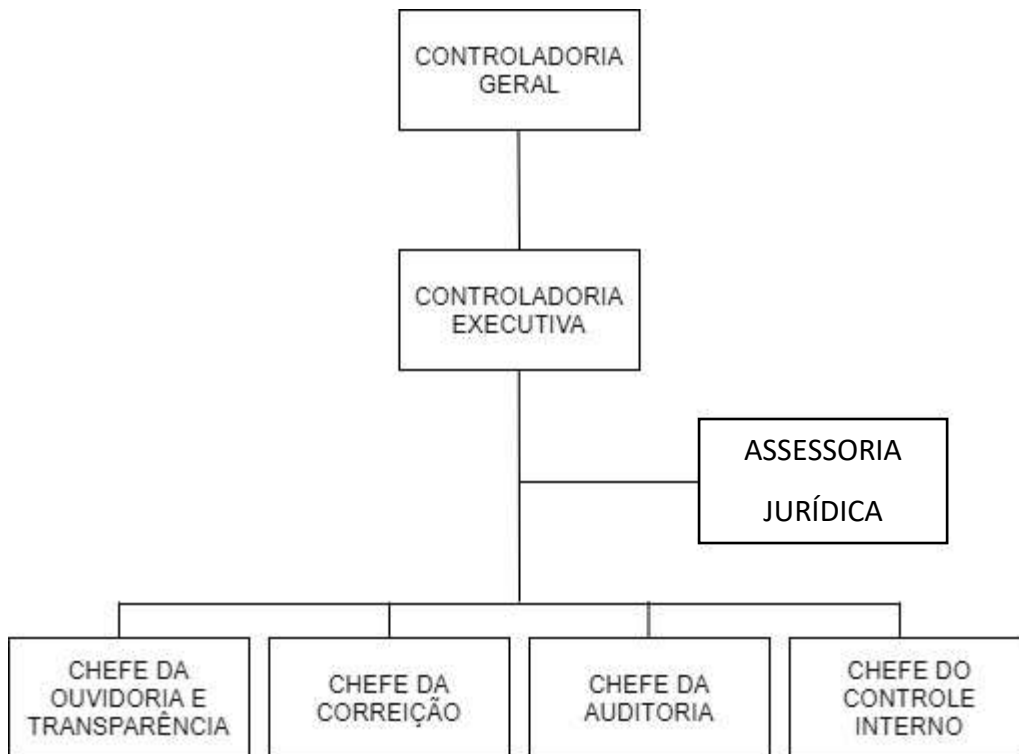 CONTROLADORIA
GERAL
CONTROLADORIA
EXECUTIVA
ASSESSORIA
JURÍDICA
CHEFE DA
OUVIDORIA E
TRANSPARÊNCIA
CHEFE DA
CORREIÇÃO
CHEFE DA
AUDITORIA
CHEFE DO
CONTROLE
INTERNO